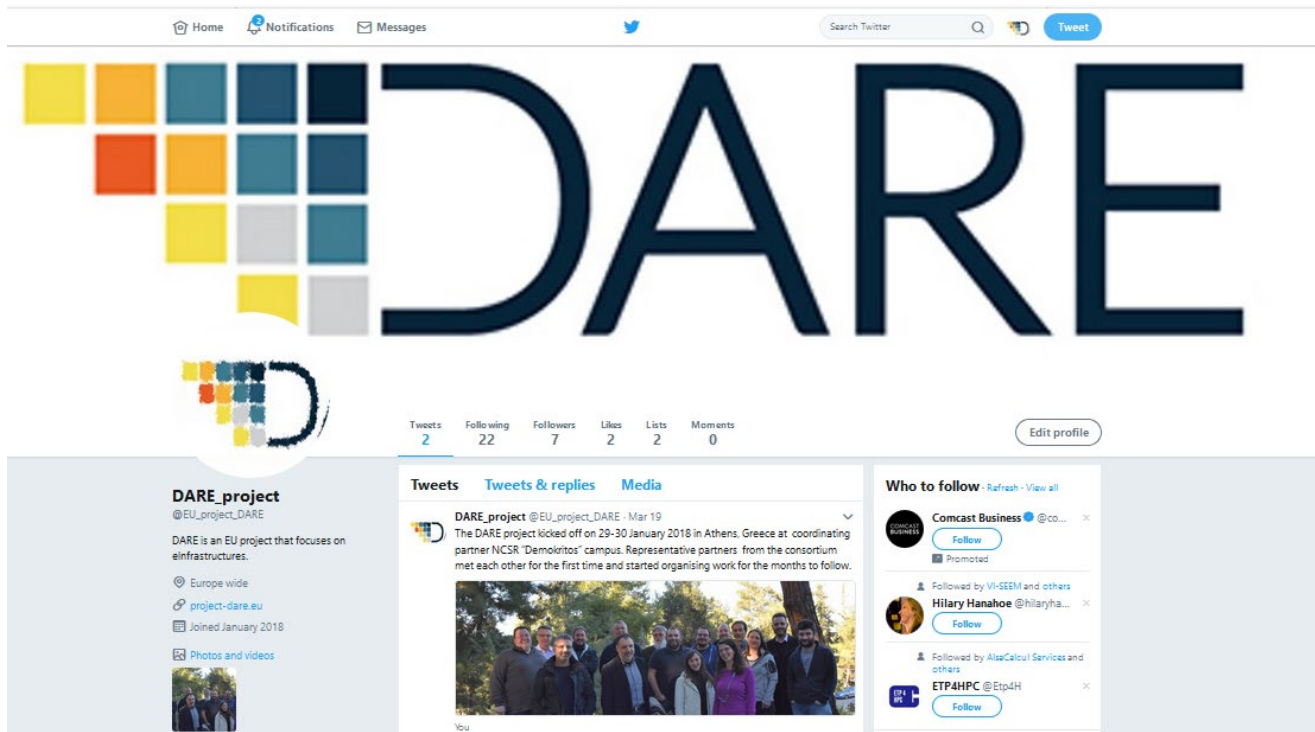 Home
2
Notifications
Messages
Search Twitter
Tweet
DARE
D
Tweets
2
Following
22
Followers
7
Likes
2
Lists
2
Moments
0
Edit profile
DARE_project
@EU_project_DARE
DARE is an EU project that focuses on
eInfrastructures.
Europe wide
project-dare.eu
Joined January 2018
Photos and videos
Tweets
Tweets & replies
Media
DARE_project @EU_project_DARE - Mar 19
The DARE project kicked off on 29-30 January 2018 in Athens, Greece at coordinating
partner NCSR "Demokritos" campus. Representative partners from the consortium
met each other for the first time and started organising work for the months to follow.
You
Who to follow - Refresh - View all
COMCAST
BUSINESS
Comcast Business @co...
Follow
Promoted
Followed by VI-SEEM and others
Hilary Hanahoe @hilaryha...
Follow
Followed by AlsaCalcul Services and
others
ETP4
HPC
ETP4HPC @Etp4H
Follow